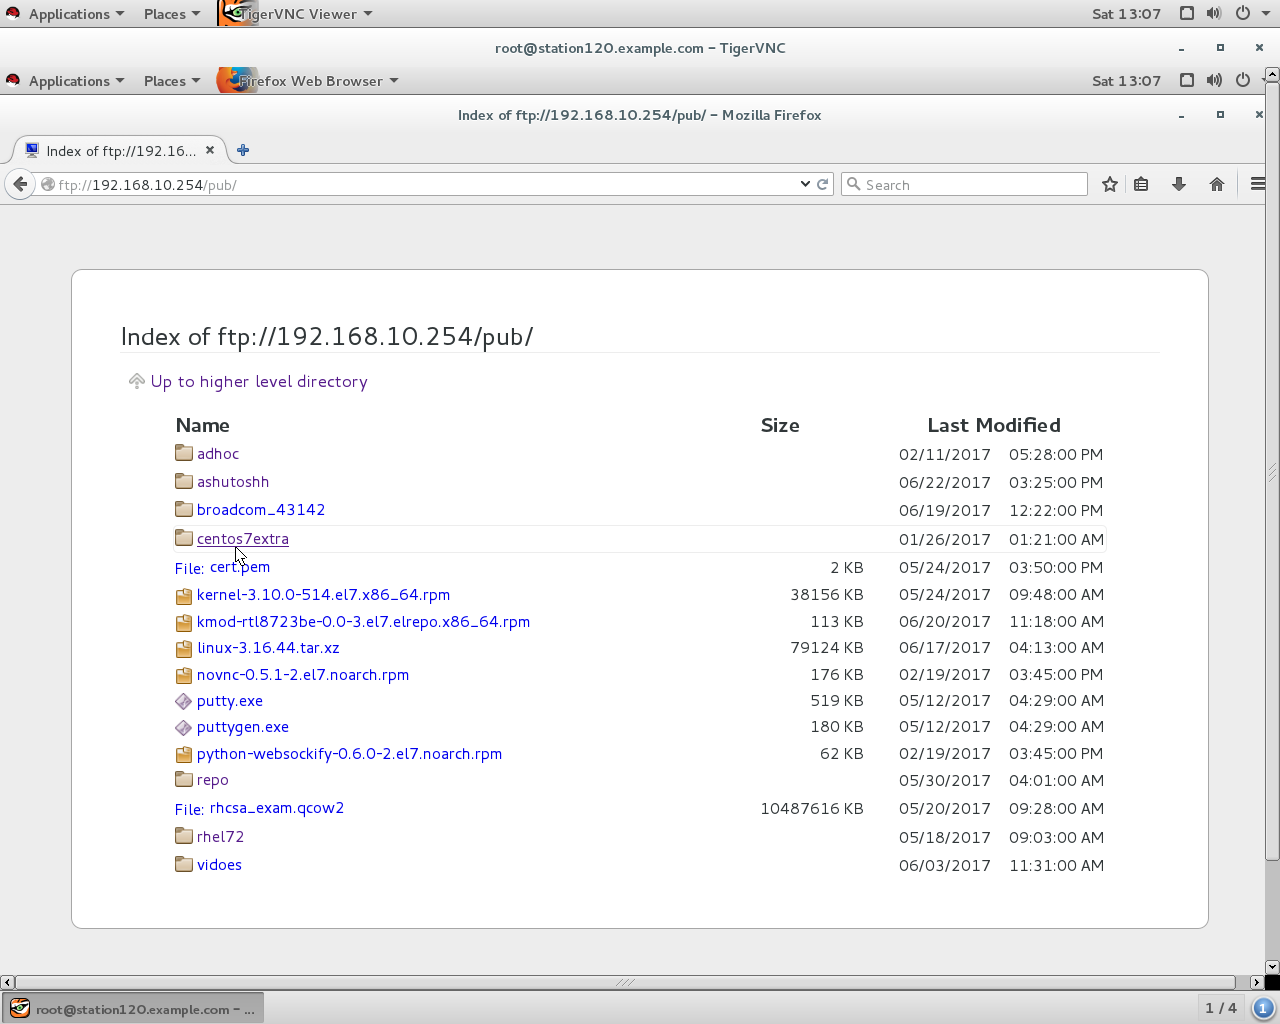 Applications Places TigerVNC Viewer Sat 13:07
root@station120.example.com – TigerVNC
Applications Places Firefox Web Browser Sat 13:07
Index of ftp://192.168.10.254/pub/ – Mozilla Firefox
Index of ftp://192.16...
ftp://192.168.10.254/pub/ Search
Index of ftp://192.168.10.254/pub/
Up to higher level directory
Name Size Last Modified
adhoc 02/11/2017 05:28:00 PM
ashutoshh 06/22/2017 03:25:00 PM
broadcom_43142 06/19/2017 12:22:00 PM
centos7extra 01/26/2017 01:21:00 AM
File: cert.pem 2 KB 05/24/2017 03:50:00 PM
kernel-3.10.0-514.el7.x86_64.rpm 38156 KB 05/24/2017 09:48:00 AM
kmod-rtl8723be-0.0-3.el7.elrepo.x86_64.rpm 113 KB 06/20/2017 11:18:00 AM
linux-3.16.44.tar.xz 79124 KB 06/17/2017 04:13:00 AM
novnc-0.5.1-2.el7.noarch.rpm 176 KB 02/19/2017 03:45:00 PM
putty.exe 519 KB 05/12/2017 04:29:00 AM
puttygen.exe 180 KB 05/12/2017 04:29:00 AM
python-websockify-0.6.0-2.el7.noarch.rpm 62 KB 02/19/2017 03:45:00 PM
repo 05/30/2017 04:01:00 AM
File: rhcsa_exam.qcow2 10487616 KB 05/20/2017 09:28:00 AM
rhel72 05/18/2017 09:03:00 AM
vidoes 06/03/2017 11:31:00 AM
root@station120.example.com – ... 1 / 4 1